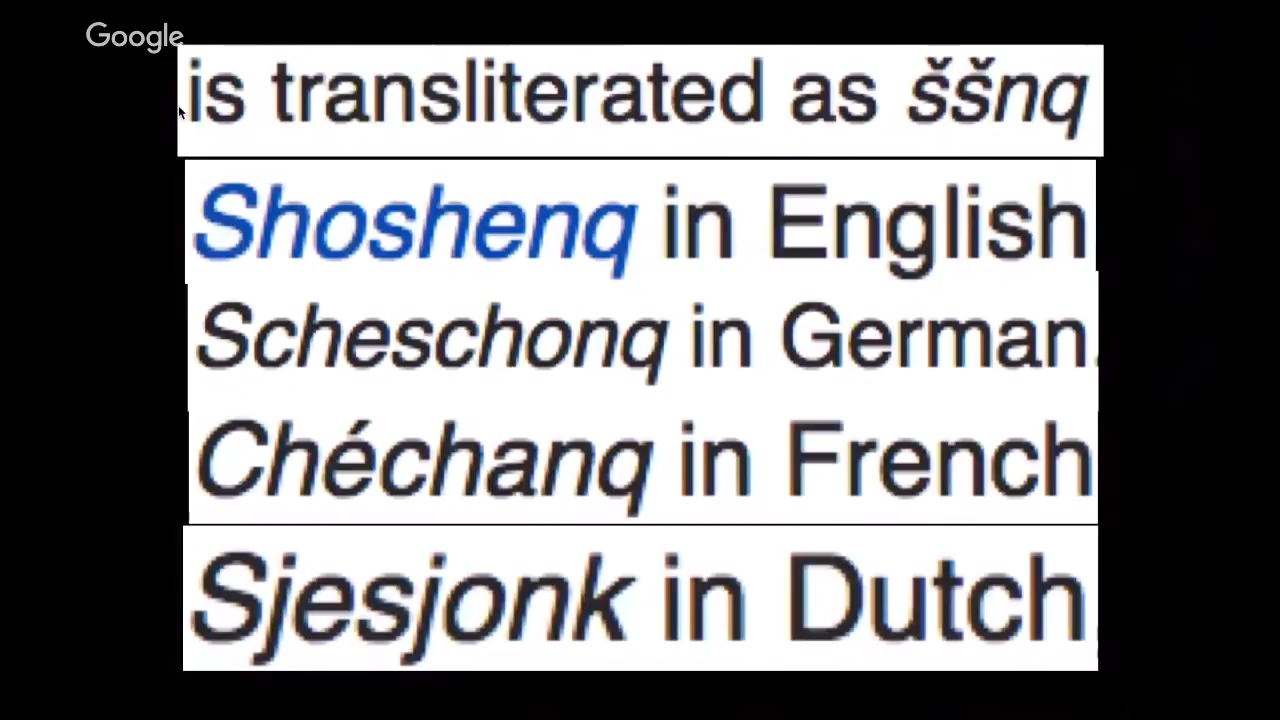 Google
is transliterated as ššnq
Shoshenq in English
Scheschonq in German.
Chéchanq in French
Sjesjonk in Dutch